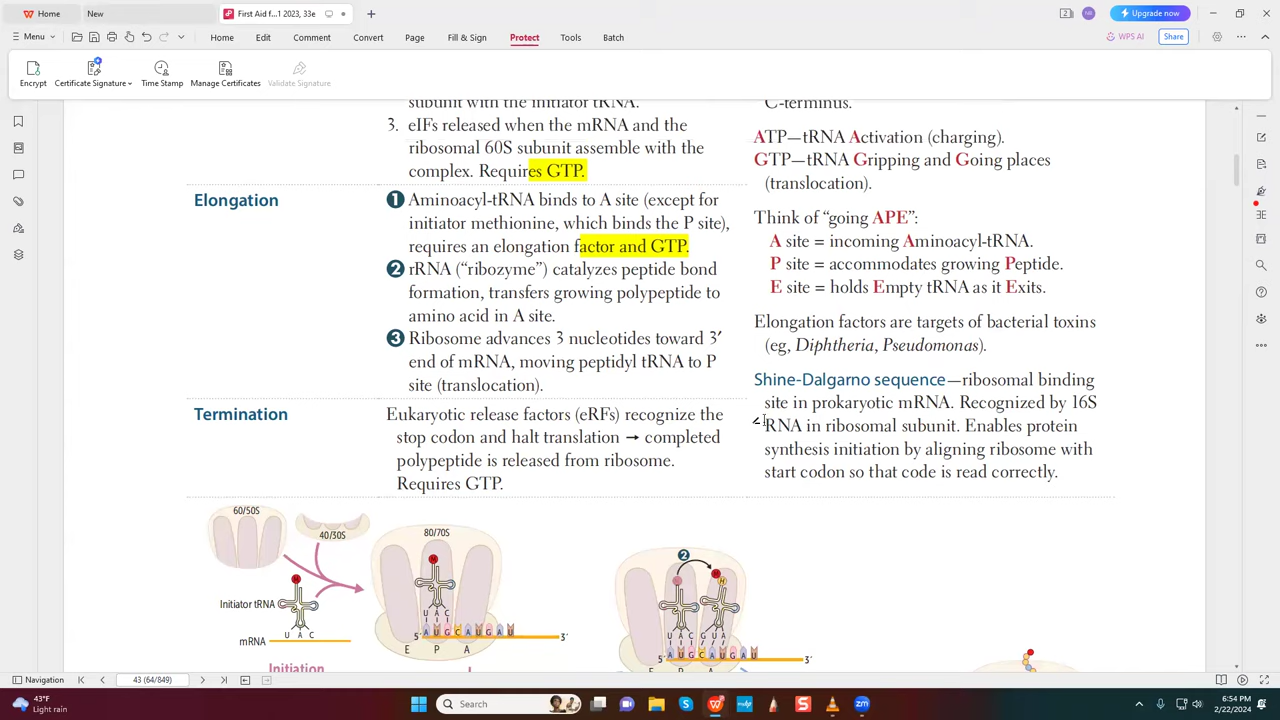 Home
New
First Aid f...1 2023, 33e
2
Upgrade now
Menu
Home
Edit
Comment
Convert
Page
Fill & Sign
Protect
Tools
Batch
WPS AI
Share
Encrypt
Certificate Signature
Time Stamp
Manage Certificates
Validate Signature
subunit with the initiator tRNA.
3. eIFs released when the mRNA and the
ribosomal 60S subunit assemble with the
complex. Requires GTP.
Elongation
1 Aminoacyl-tRNA binds to A site (except for
initiator methionine, which binds the P site),
requires an elongation factor and GTP.
2 rRNA (“ribozyme”) catalyzes peptide bond
formation, transfers growing polypeptide to
amino acid in A site.
3 Ribosome advances 3 nucleotides toward 3′
end of mRNA, moving peptidyl tRNA to P
site (translocation).
Termination
Eukaryotic release factors (eRFs) recognize the
stop codon and halt translation → completed
polypeptide is released from ribosome.
Requires GTP.
C-terminus.
ATP—tRNA Activation (charging).
GTP—tRNA Gripping and Going places
(translocation).
Think of “going APE”:
A site = incoming Aminoacyl-tRNA.
P site = accommodates growing Peptide.
E site = holds Empty tRNA as it Exits.
Elongation factors are targets of bacterial toxins
(eg, Diphtheria, Pseudomonas).
Shine-Dalgarno sequence—ribosomal binding
site in prokaryotic mRNA. Recognized by 16S
RNA in ribosomal subunit. Enables protein
synthesis initiation by aligning ribosome with
start codon so that code is read correctly.
60/50S
40/30S
80/70S
M
M
Initiator tRNA
mRNA
U A C
U A C
5′ A U G C A U G A U 3′
E P A
Initiation
2
M
M
U A C G U A
5′ A U G C A U G A U 3′
Navigation
43 (64/849)
43°F
Light rain
Search
6:54 PM
2/22/2024